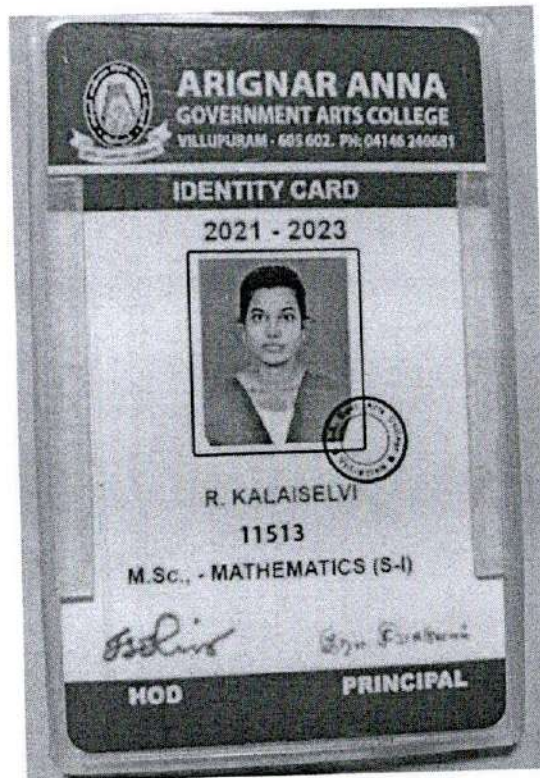 ARIGNAR ANNA
GOVERNMENT ARTS COLLEGE
VILLUPURAM - 605 602. PH: 04146 240681
IDENTITY CARD
2021 - 2023
R. KALAISELVI
11513
M.Sc., - MATHEMATICS (S-I)
HOD
PRINCIPAL